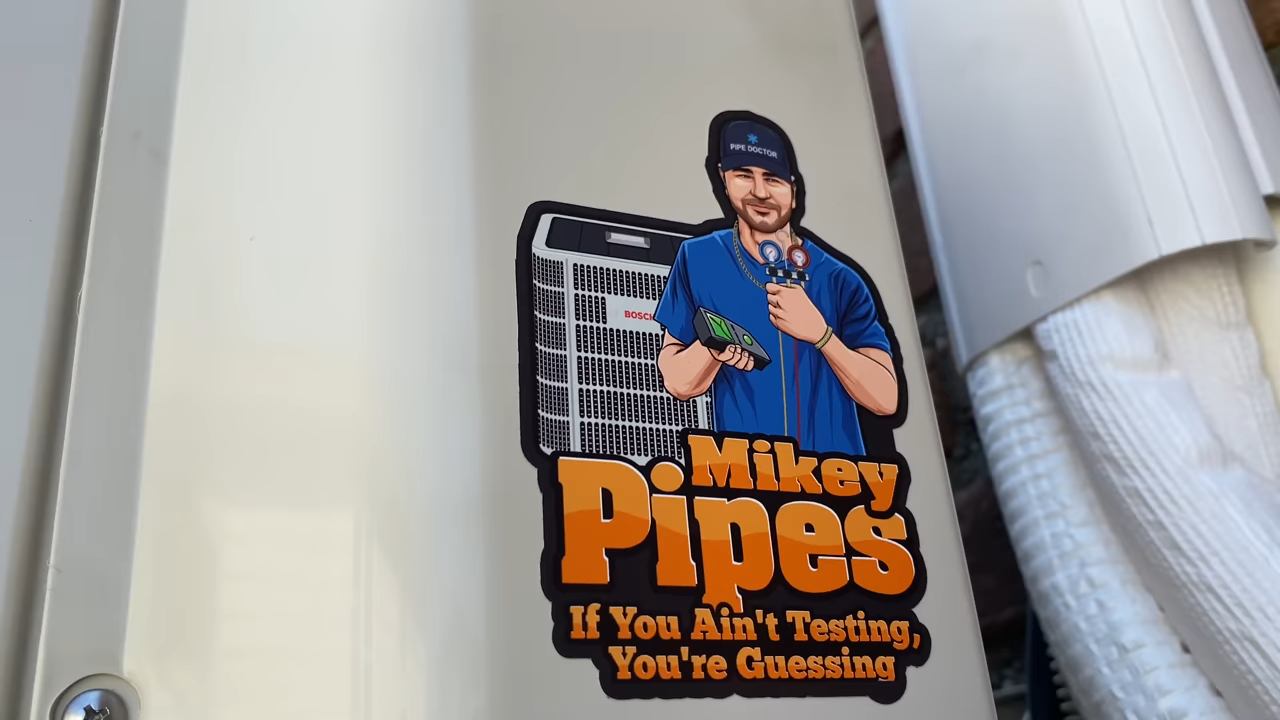 PIPE DOCTOR
BOSCH
Mikey
Pipes
If You Ain't Testing,
You're Guessing